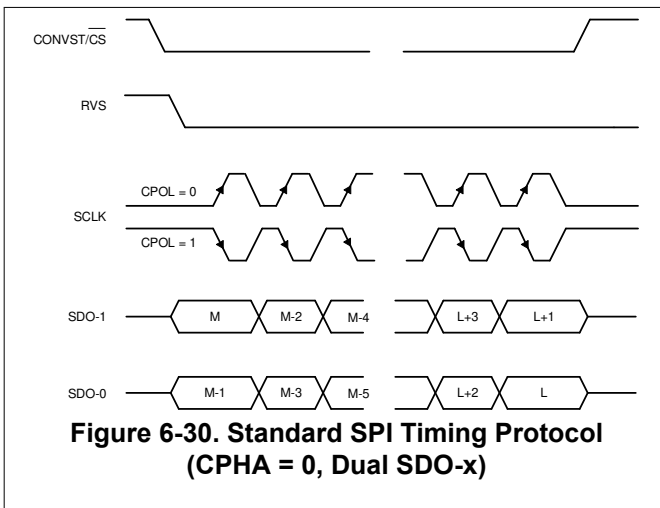 CONVST/CS
RVS
CPOL = 0
SCLK
CPOL = 1
SDO-1 M M-2 M-4 L+3 L+1
SDO-0 M-1 M-3 M-5 L+2 L
Figure 6-30. Standard SPI Timing Protocol
(CPHA = 0, Dual SDO-x)